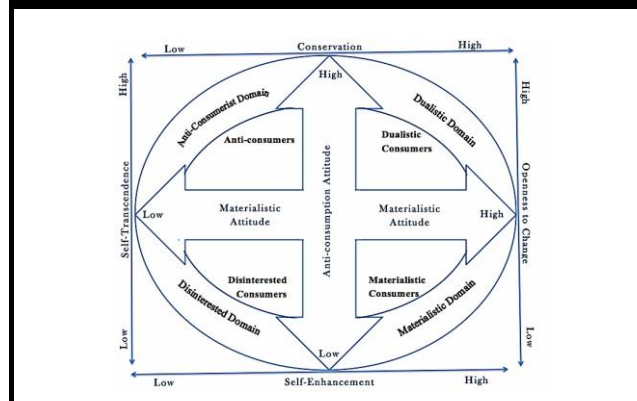 Low Conservation High
High
High
High
Anti-Consumerist Domain
Dualistic Domain
Anti-consumers
Dualistic
Consumers
Self-Transcendence
Low
Materialistic
Attitude
Anti-consumption Attitude
Materialistic
Attitude
High
Openness to Change
Disinterested
Consumers
Materialistic
Consumers
Disinterested Domain
Materialistic Domain
Low
Low
Low
Low Self-Enhancement High